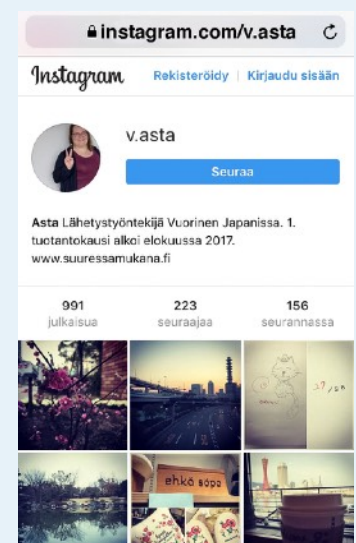 instagram.com/v.asta
Instagram
Rekisteröidy | Kirjaudu sisään
v.asta
Seuraa
Asta Lähetystyöntekijä Vuorinen Japanissa. 1.
tuotantokausi alkoi elokuussa 2017.
www.suuressamukana.fi
991 223 156
julkaisua seuraajaa seurannassa
ehkä söpö